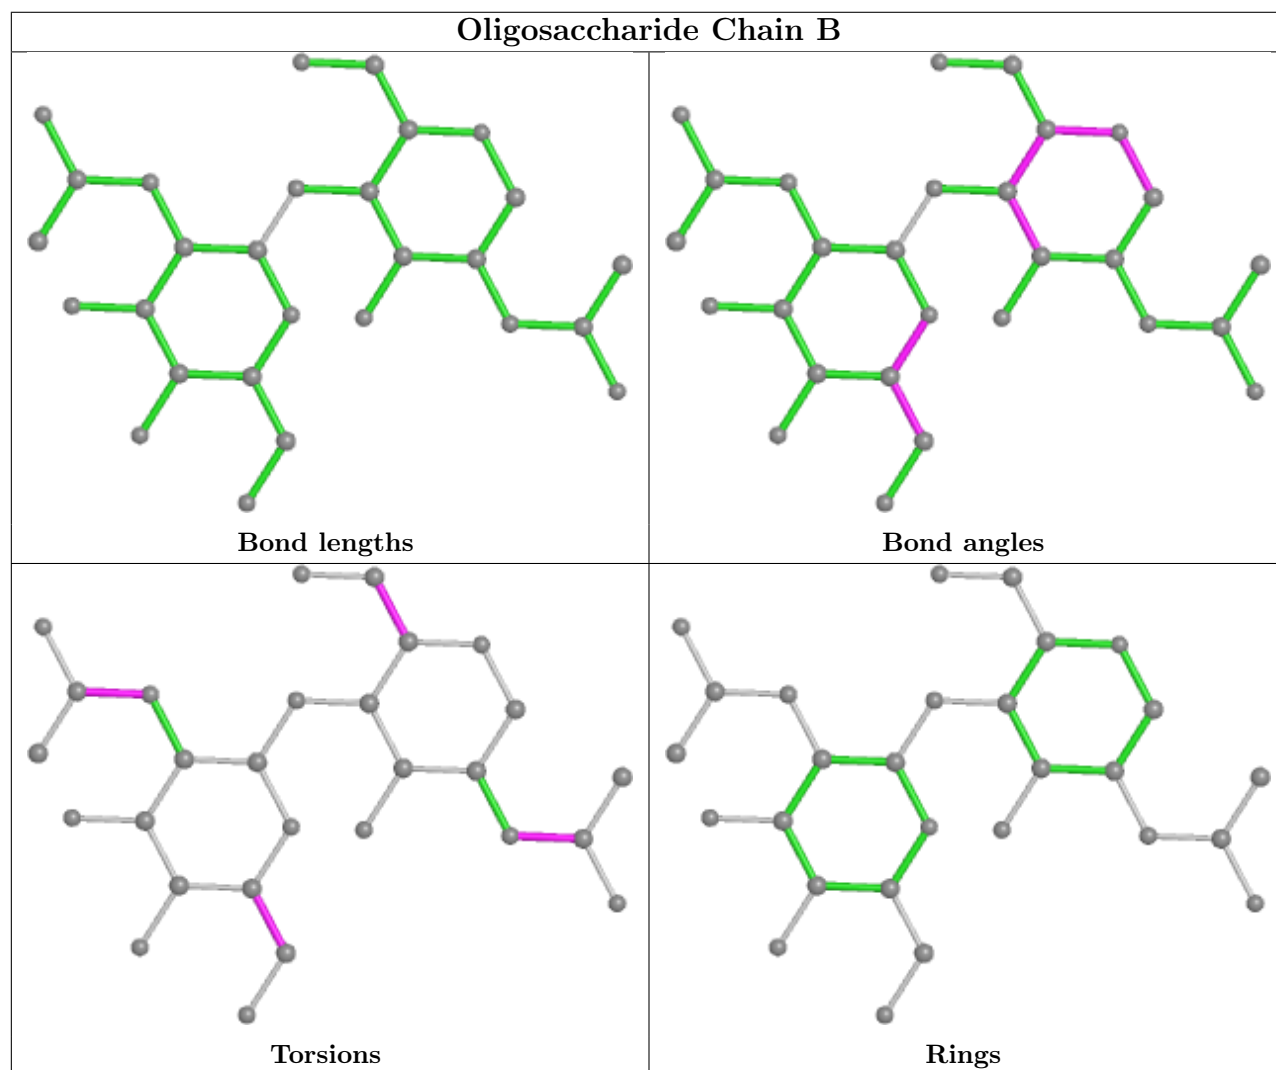 Oligosaccharide Chain B
Bond lengths
Bond angles
Torsions
Rings